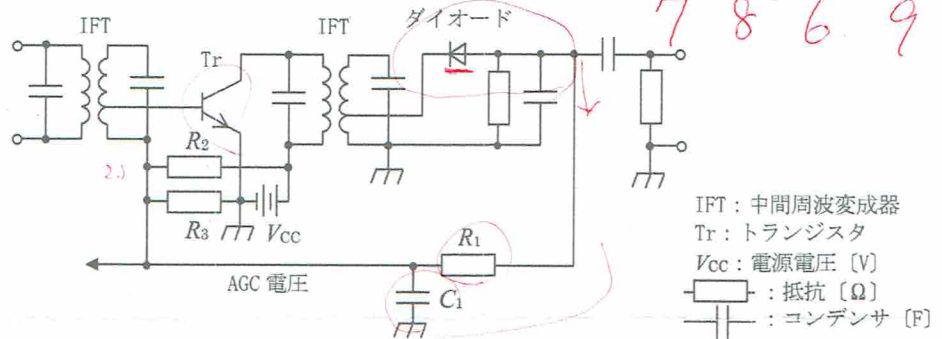 7 8 6 9
IFT
IFT
ダイオード
Tr
R2
2.5
R3
VCC
R1
AGC 電圧
C1
IFT：中間周波変成器
Tr：トランジスタ
VCC：電源電圧〔V〕
：抵抗〔Ω〕
：コンデンサ〔F〕